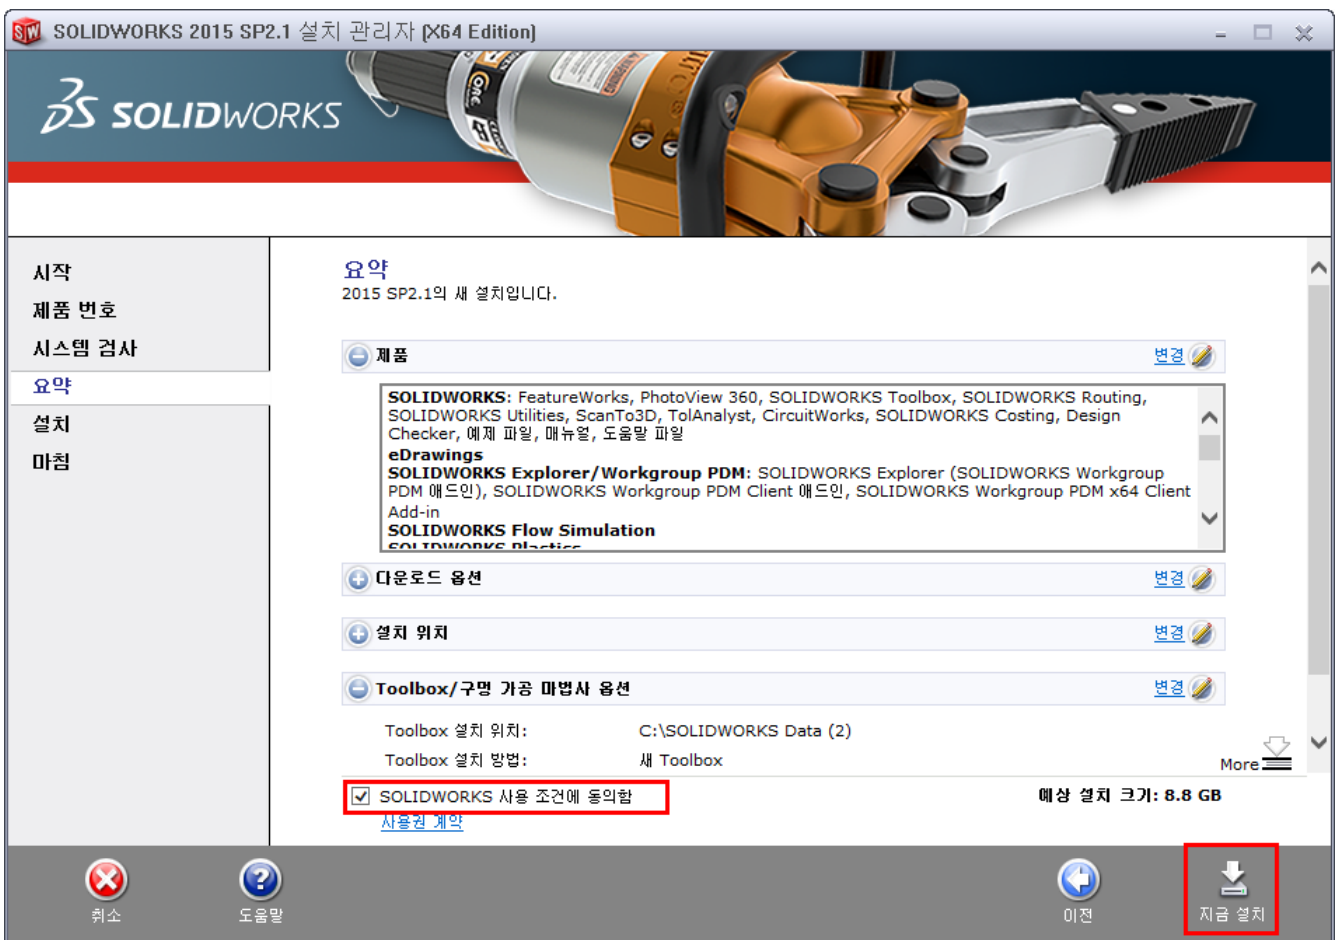 SOLIDWORKS 2015 SP2.1 설치 관리자 (X64 Edition)
SOLIDWORKS
시작
제품 번호
시스템 검사
요약
설치
마침
요약
2015 SP2.1의 새 설치입니다.
제품
변경
SOLIDWORKS: FeatureWorks, PhotoView 360, SOLIDWORKS Toolbox, SOLIDWORKS Routing,
SOLIDWORKS Utilities, ScanTo3D, TolAnalyst, CircuitWorks, SOLIDWORKS Costing, Design
Checker, 예제 파일, 매뉴얼, 도움말 파일
eDrawings
SOLIDWORKS Explorer/Workgroup PDM: SOLIDWORKS Explorer (SOLIDWORKS Workgroup
PDM 애드인), SOLIDWORKS Workgroup PDM Client 애드인, SOLIDWORKS Workgroup PDM x64 Client
Add-in
SOLIDWORKS Flow Simulation
SOLIDWORKS Plastics
다운로드 옵션
변경
설치 위치
변경
Toolbox/구멍 가공 마법사 옵션
변경
Toolbox 설치 위치: C:\SOLIDWORKS Data (2)
Toolbox 설치 방법: 새 Toolbox
More
SOLIDWORKS 사용 조건에 동의함
예상 설치 크기: 8.8 GB
사용권 계약
취소
도움말
이전
지금 설치